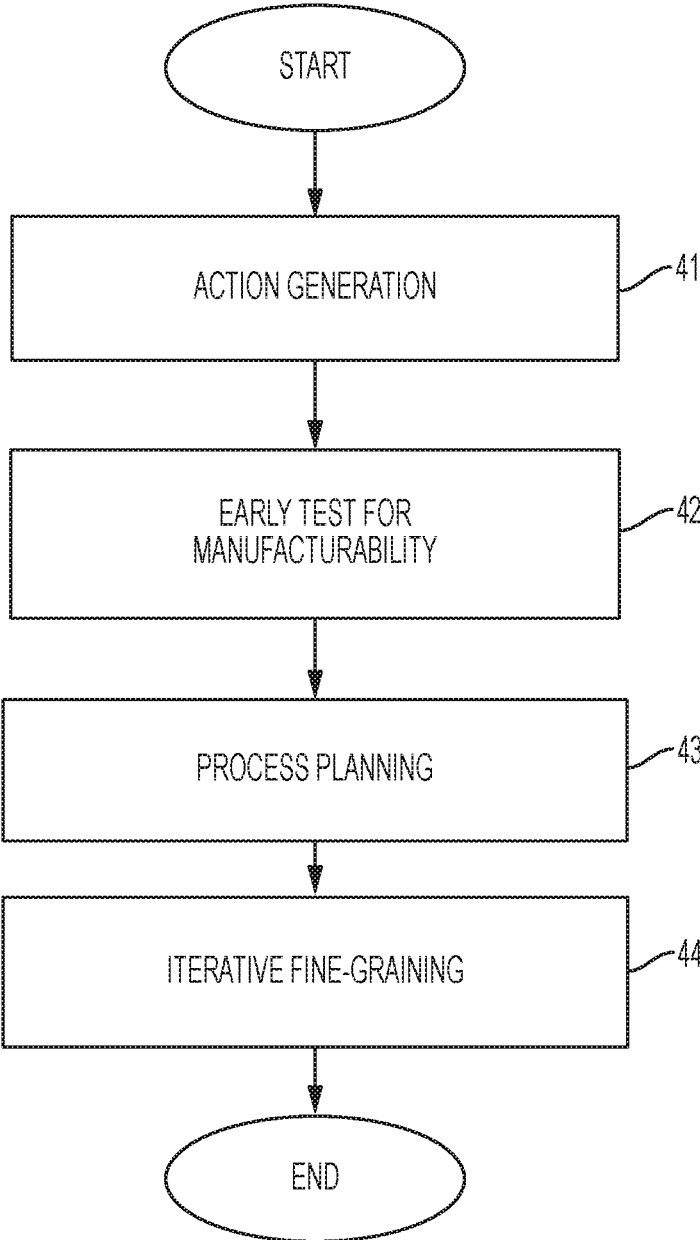 START
ACTION GENERATION
41
EARLY TEST FOR
MANUFACTURABILITY
42
PROCESS PLANNING
43
ITERATIVE FINE-GRAINING
44
END